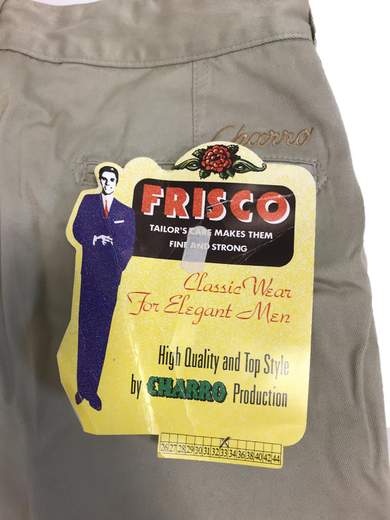 Charro
FRISCO
TAILOR'S CARE MAKES THEM
FINE AND STRONG
Classic Wear
For Elegant Men
High Quality and Top Style
by CHARRO Production
26 27 28 29 30 31 32 33 34 36 38 40 42 44